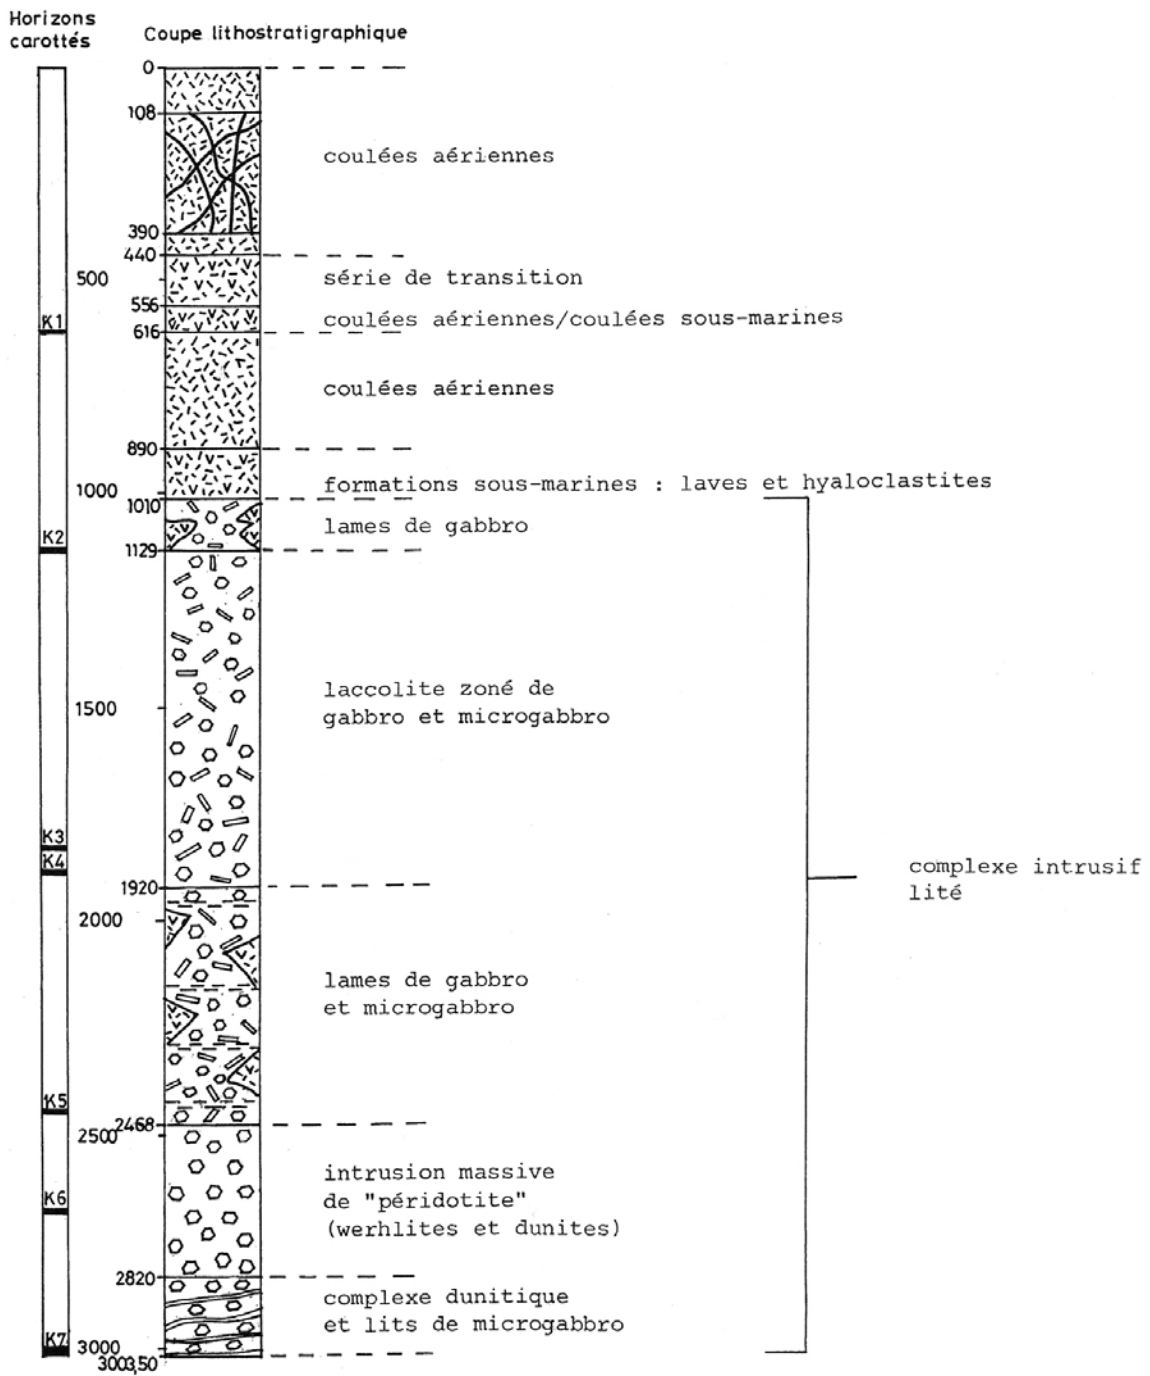 Horizons
carottés
Coupe lithostratigraphique
0
108
coulées aériennes
390
440
500
série de transition
556
K1
coulées aériennes/coulées sous-marines
616
coulées aériennes
890
1000
formations sous-marines : laves et hyaloclastites
1010
lames de gabbro
K2
1129
laccolite zoné de
1500
gabbro et microgabbro
K3
K4
complexe intrusif
1920
lité
2000
lames de gabbro
et microgabbro
K5
2468
2500
intrusion massive
K6
de "péridotite"
(werhlites et dunites)
2820
complexe dunitique
et lits de microgabbro
K7
3000
3003,50